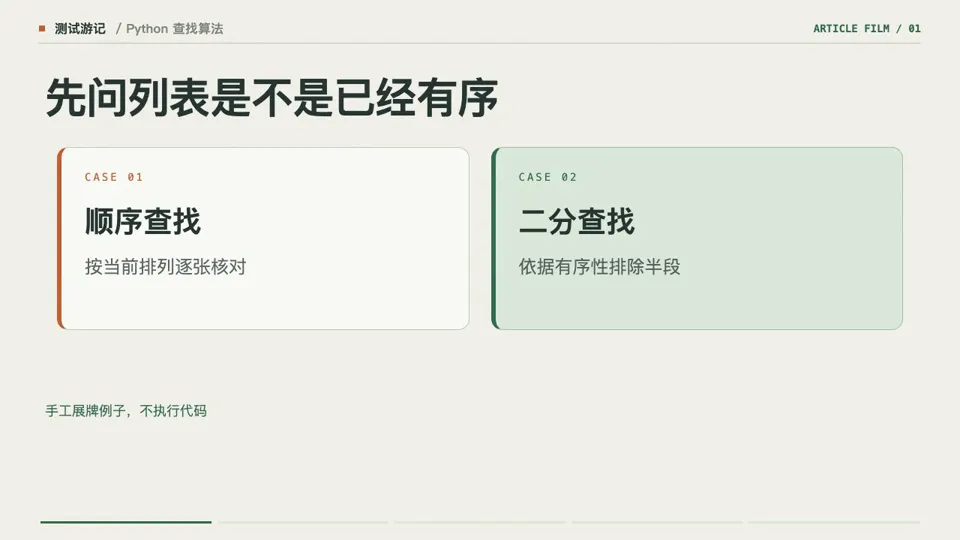 测试游记 / Python 查找算法
ARTICLE FILM / 01
先问列表是不是已经有序
CASE 01
顺序查找
按当前排列逐张核对
CASE 02
二分查找
依据有序性排除半段
手工展牌例子，不执行代码